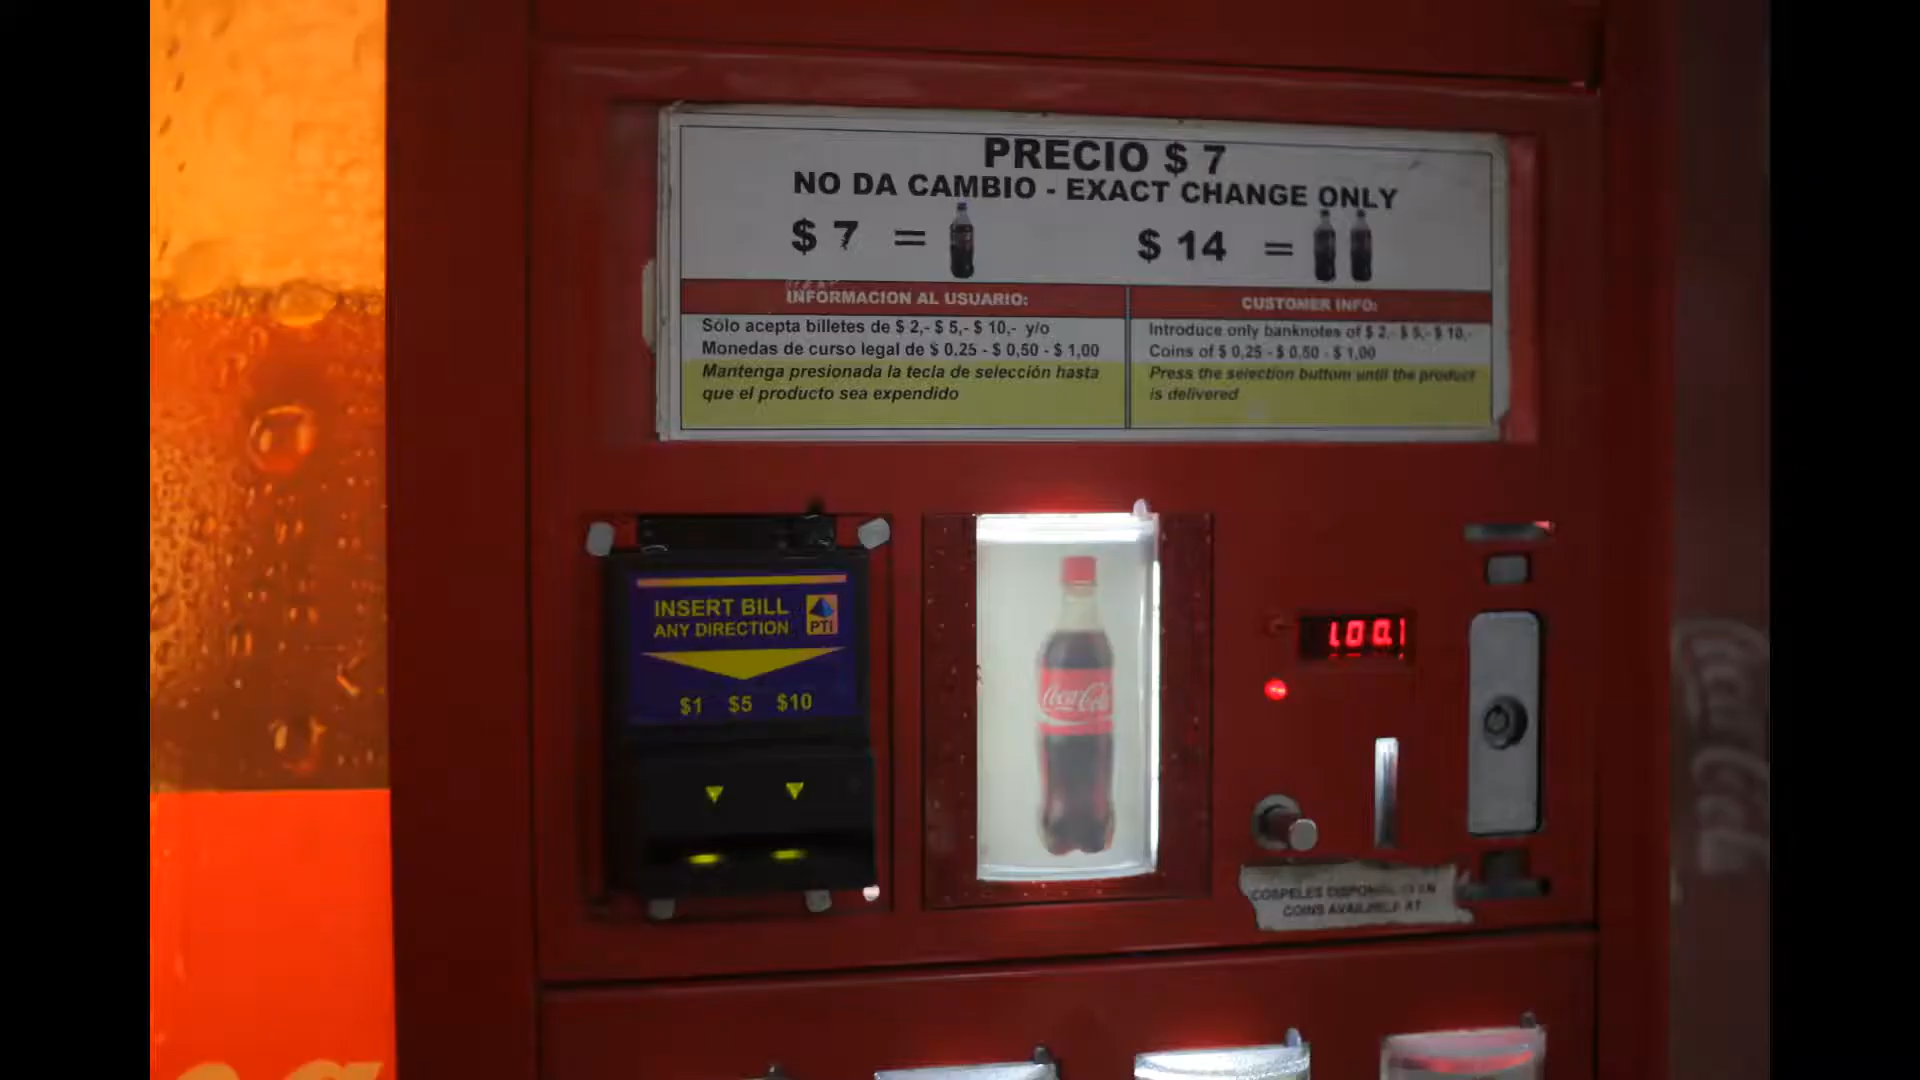 PRECIO $ 7
NO DA CAMBIO - EXACT CHANGE ONLY
$ 7 =
$ 14 =
INFORMACION AL USUARIO:
Sólo acepta billetes de $ 2,- $ 5,- $ 10,- y/o
Monedas de curso legal de $ 0,25 - $ 0,50 - $ 1,00
Mantenga presionada la tecla de selección hasta
que el producto sea expendido
CUSTOMER INFO:
Introduce only banknotes of $ 2,- $ 5,- $ 10,-
Coins of $ 0,25 - $ 0,50 - $ 1,00
Press the selection buttom until the product
is delivered
INSERT BILL
ANY DIRECTION
PTI
$1 $5 $10
Coca-Cola
COSPELES
COINS AVAILABLE AT
Coca-Cola